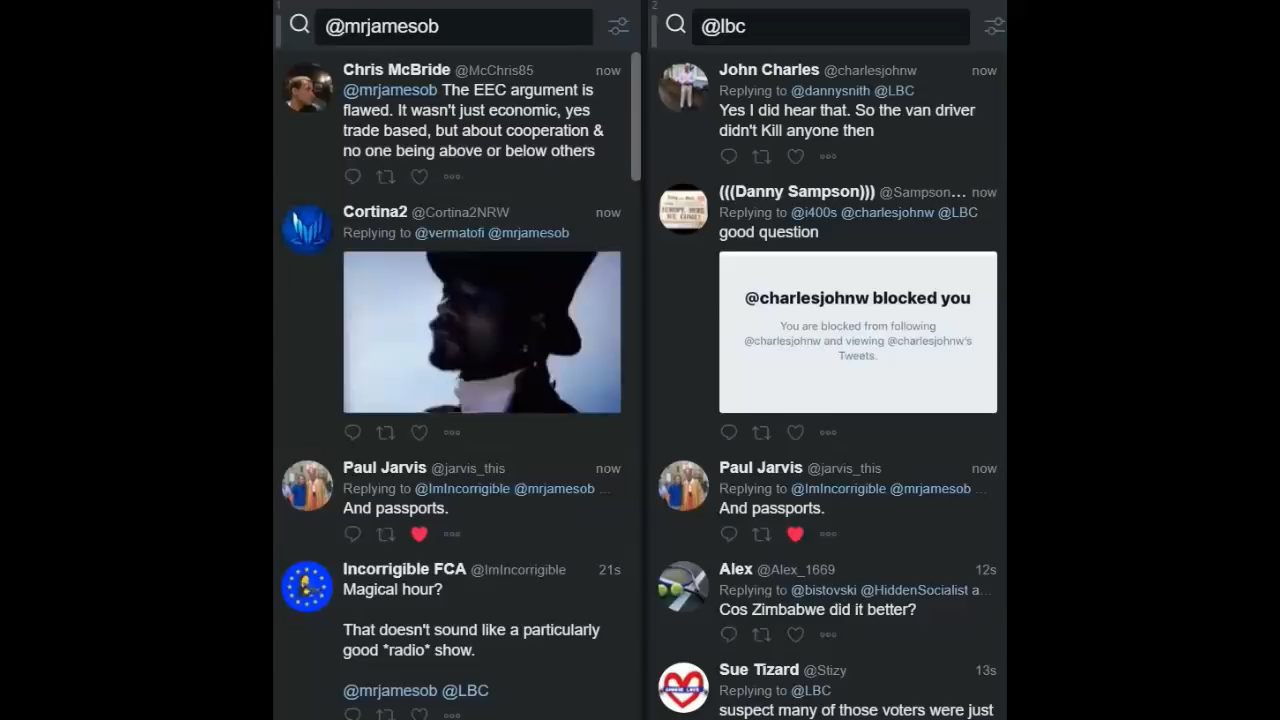 1
@mrjamesob
Chris McBride @McChris85 now
@mrjamesob The EEC argument is
flawed. It wasn't just economic, yes
trade based, but about cooperation &
no one being above or below others
Cortina2 @Cortina2NRW now
Replying to @vermatofi @mrjamesob
Paul Jarvis @jarvis_this now
Replying to @ImIncorrigible @mrjamesob ...
And passports.
Incorrigible FCA @ImIncorrigible 21s
Magical hour?
That doesn't sound like a particularly
good *radio* show.
@mrjamesob @LBC
2
@lbc
John Charles @charlesjohnw now
Replying to @dannysnith @LBC
Yes I did hear that. So the van driver
didn't Kill anyone then
(((Danny Sampson))) @Sampson... now
Replying to @i400s @charlesjohnw @LBC
good question
@charlesjohnw blocked you
You are blocked from following
@charlesjohnw and viewing @charlesjohnw's
Tweets.
Paul Jarvis @jarvis_this now
Replying to @ImIncorrigible @mrjamesob ...
And passports.
Alex @Alex_1669 12s
Replying to @bistovski @HiddenSocialist a...
Cos Zimbabwe did it better?
Sue Tizard @Stizy 13s
Replying to @LBC
suspect many of those voters were just